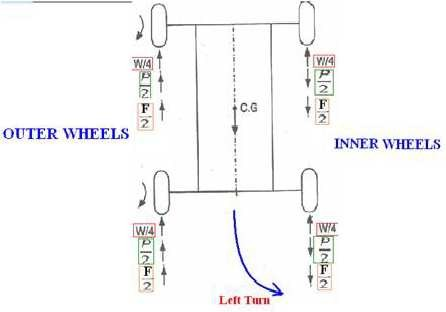 W/4
P
2
F
2
W/4
P
2
F
2
C.G
OUTER WHEELS
INNER WHEELS
W/4
P
2
F
2
W/4
P
2
F
2
Left Turn